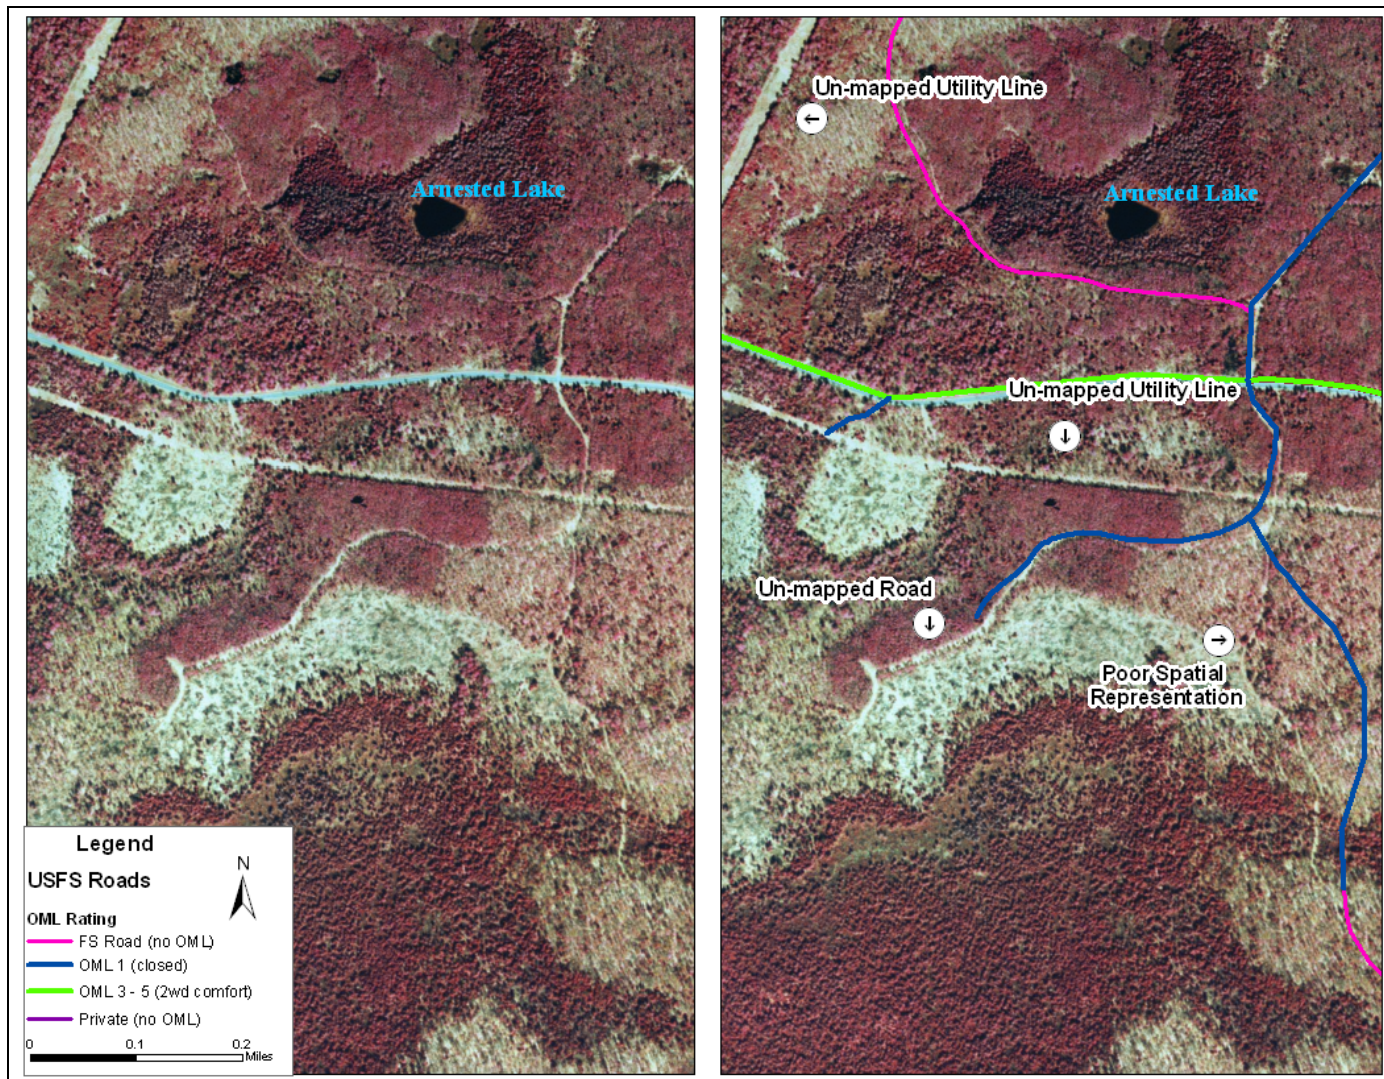 Arnested Lake
Legend
N
USFS Roads
OML Rating
FS Road (no OML)
OML 1 (closed)
OML 3 - 5 (2wd comfort)
Private (no OML)
0 0.1 0.2
Miles
Un-mapped Utility Line
Arnested Lake
Un-mapped Utility Line
Un-mapped Road
Poor Spatial
Representation